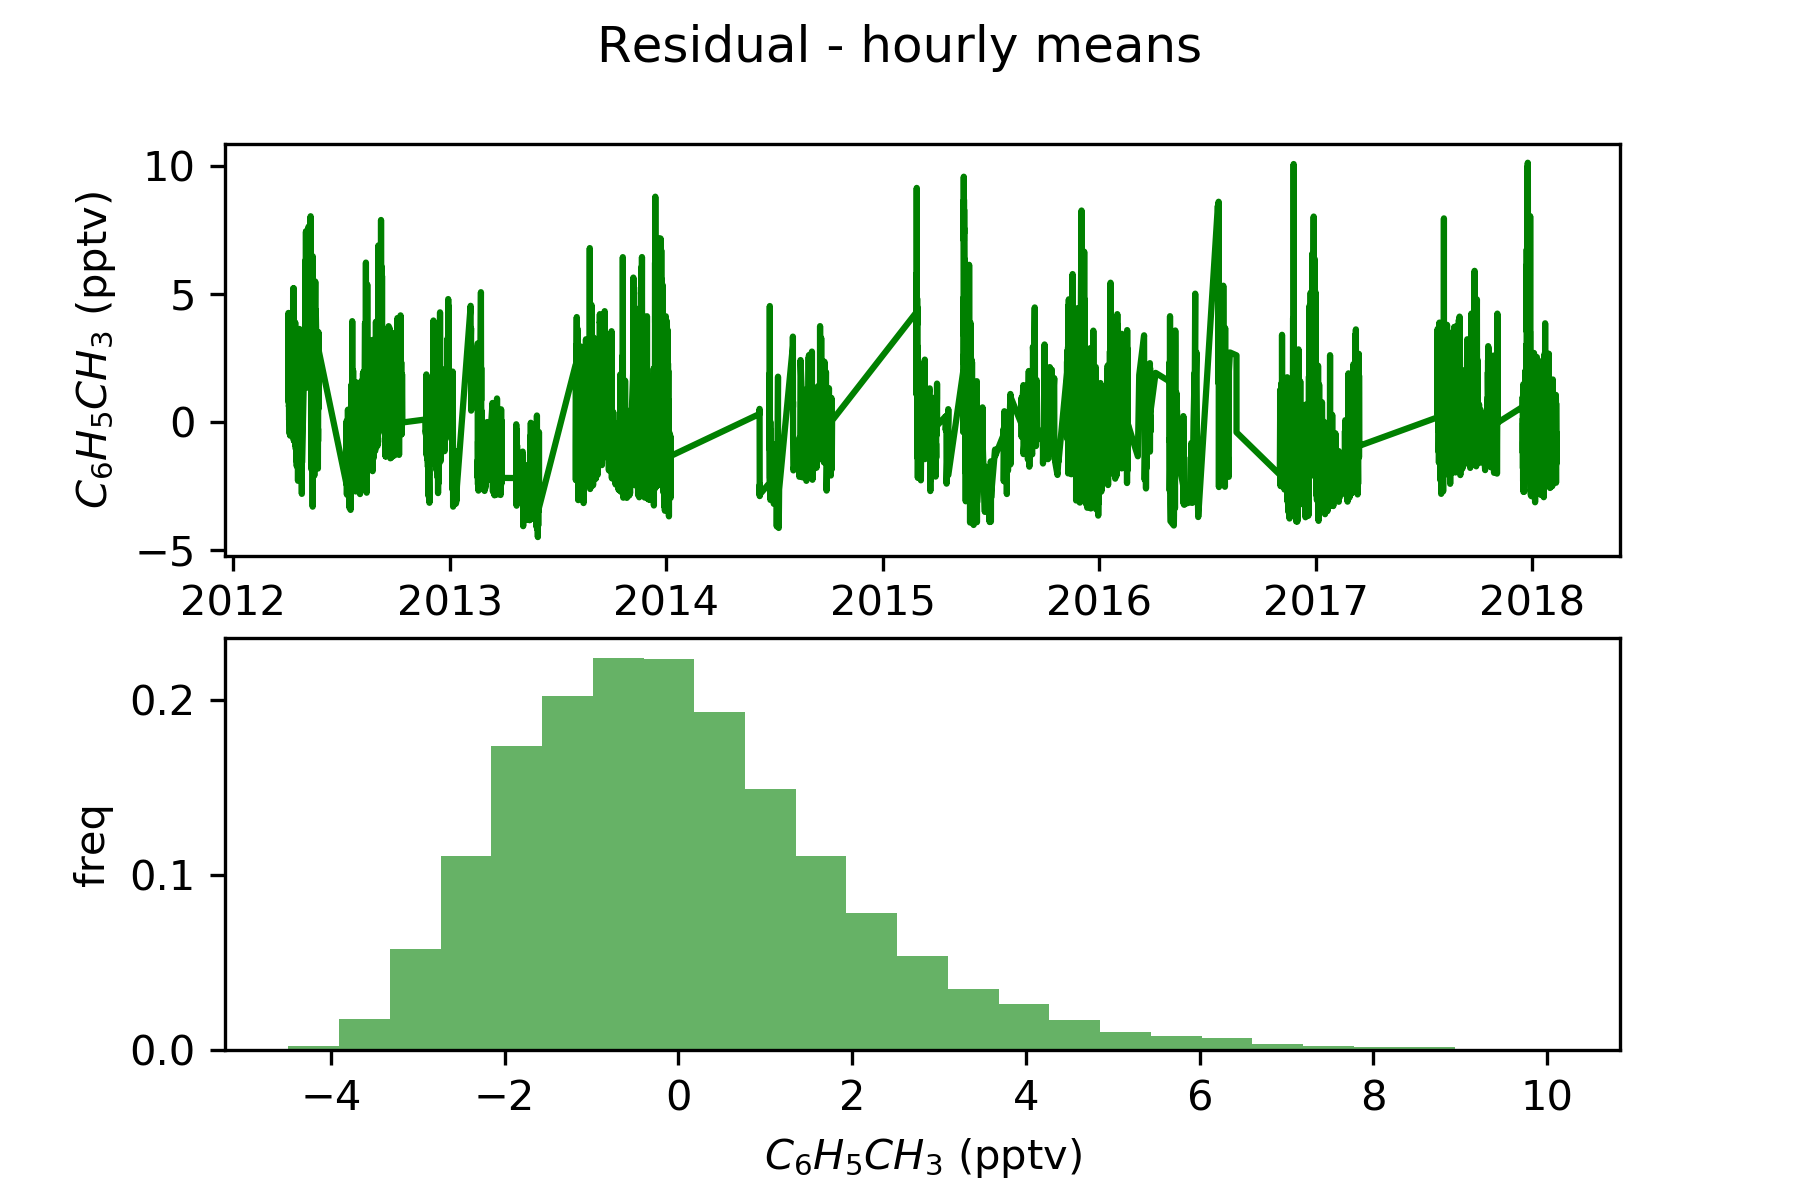 Residual - hourly means
C₆H₅CH₃ (pptv)
10
5
0
−5
2012 2013 2014 2015 2016 2017 2018
freq
0.2
0.1
0.0
−4 −2 0 2 4 6 8 10
C₆H₅CH₃ (pptv)